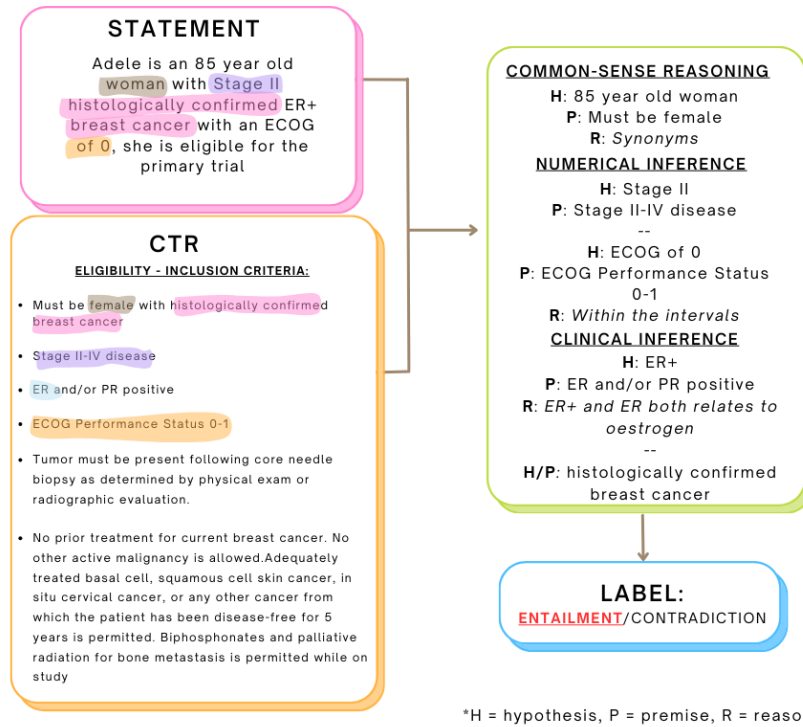 STATEMENT
Adele is an 85 year old
woman with Stage II
histologically confirmed ER+
breast cancer with an ECOG
of 0, she is eligible for the
primary trial
CTR
ELIGIBILITY - INCLUSION CRITERIA:
• Must be female with histologically confirmed
breast cancer
• Stage II-IV disease
• ER and/or PR positive
• ECOG Performance Status 0-1
• Tumor must be present following core needle
biopsy as determined by physical exam or
radiographic evaluation.
• No prior treatment for current breast cancer. No
other active malignancy is allowed.Adequately
treated basal cell, squamous cell skin cancer, in
situ cervical cancer, or any other cancer from
which the patient has been disease-free for 5
years is permitted. Biphosphonates and palliative
radiation for bone metastasis is permitted while on
study
COMMON-SENSE REASONING
H: 85 year old woman
P: Must be female
R: Synonyms
NUMERICAL INFERENCE
H: Stage II
P: Stage II-IV disease
--
H: ECOG of 0
P: ECOG Performance Status
0-1
R: Within the intervals
CLINICAL INFERENCE
H: ER+
P: ER and/or PR positive
R: ER+ and ER both relates to
oestrogen
--
H/P: histologically confirmed
breast cancer
LABEL:
ENTAILMENT/CONTRADICTION
*H = hypothesis, P = premise, R = reaso